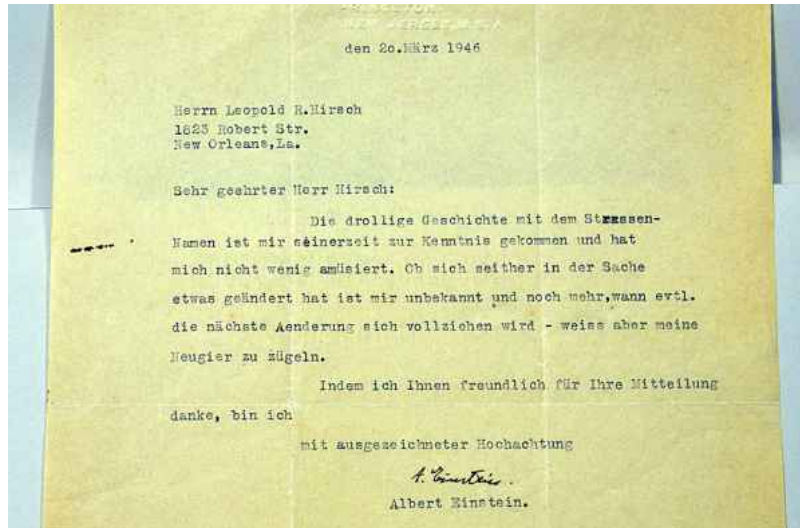 PRINCETON
NEW JERSEY, U.S.A
den 20.März 1946
Herrn Leopold R.Hirsch
1823 Robert Str.
New Orleans,La.
Sehr geehrter Herr Hirsch:
Die drollige Geschichte mit dem Strassen-
Namen ist mir seinerzeit zur Kenntnis gekommen und hat
mich nicht wenig amüsiert. Ob sich seither in der Sache
etwas geändert hat ist mir unbekannt und noch mehr,wann evtl.
die nächste Aenderung sich vollziehen wird - weiss aber meine
Neugier zu zügeln.
Indem ich Ihnen freundlich für Ihre Mitteilung
danke, bin ich
mit ausgezeichneter Hochachtung
A. Einstein.
Albert Einstein.